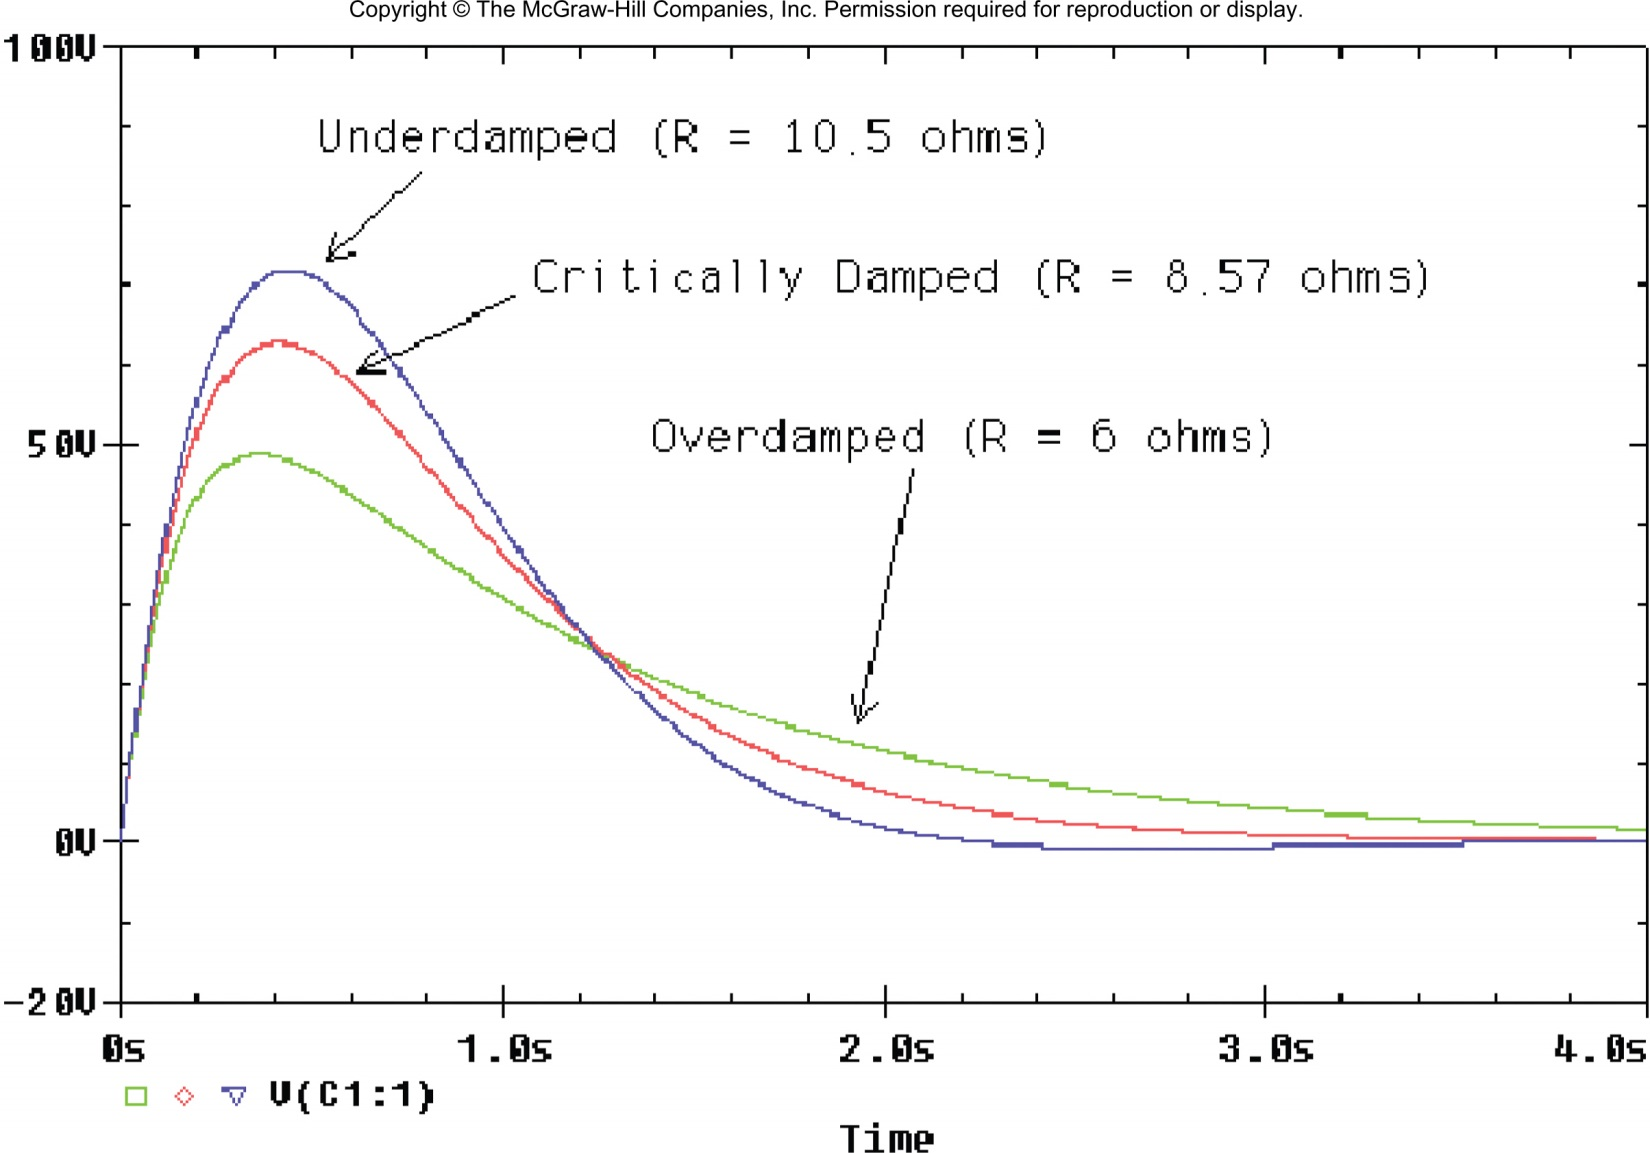 Copyright © The McGraw-Hill Companies, Inc. Permission required for reproduction or display.
100V
Underdamped (R = 10.5 ohms)
Critically Damped (R = 8.57 ohms)
50V
Overdamped (R = 6 ohms)
0V
-20V
0s 1.0s 2.0s 3.0s 4.0s
V(C1:1)
Time